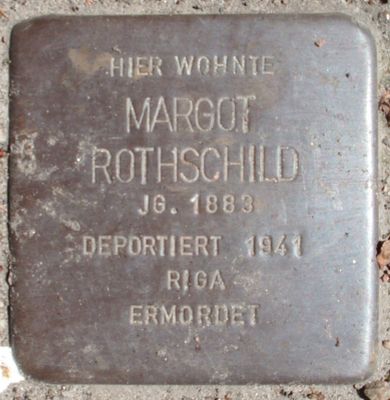 HIER WOHNTE
MARGOT
ROTHSCHILD
JG. 1883
DEPORTIERT 1941
RIGA
ERMORDET